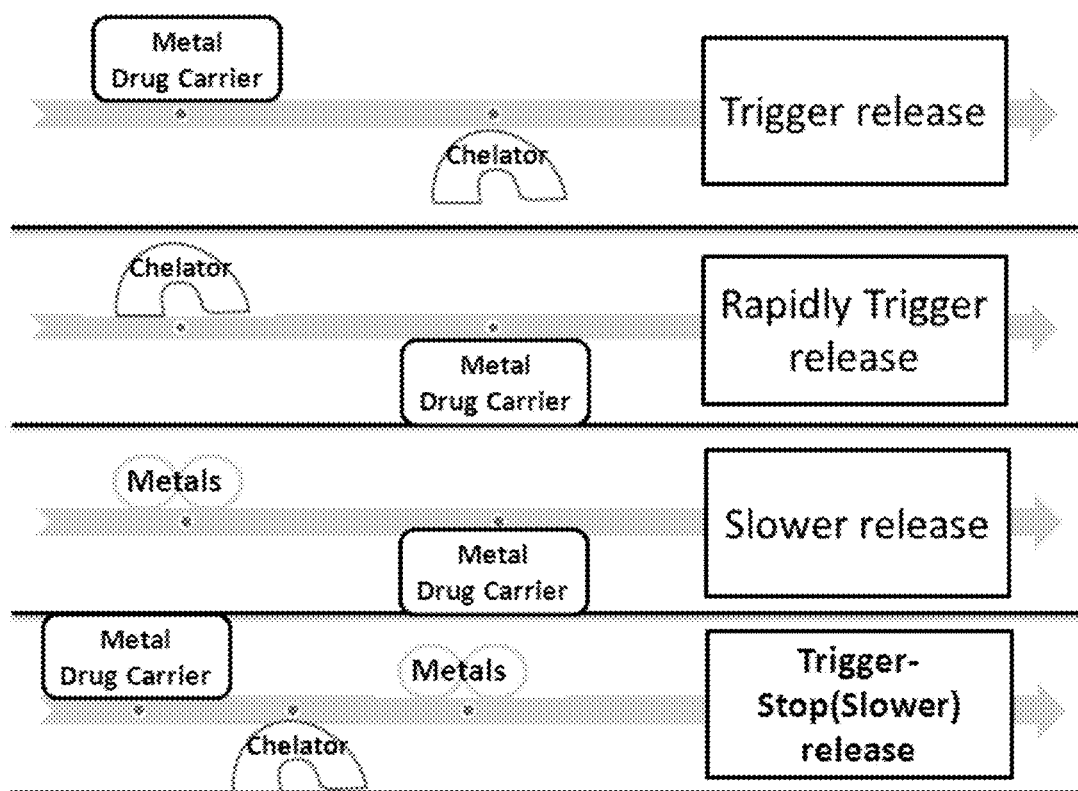 Metal
Drug Carrier
Chelator
Trigger release
Chelator
Metal
Drug Carrier
Rapidly Trigger
release
Metals
Metal
Drug Carrier
Slower release
Metal
Drug Carrier
Chelator
Metals
Trigger-
Stop(Slower)
release